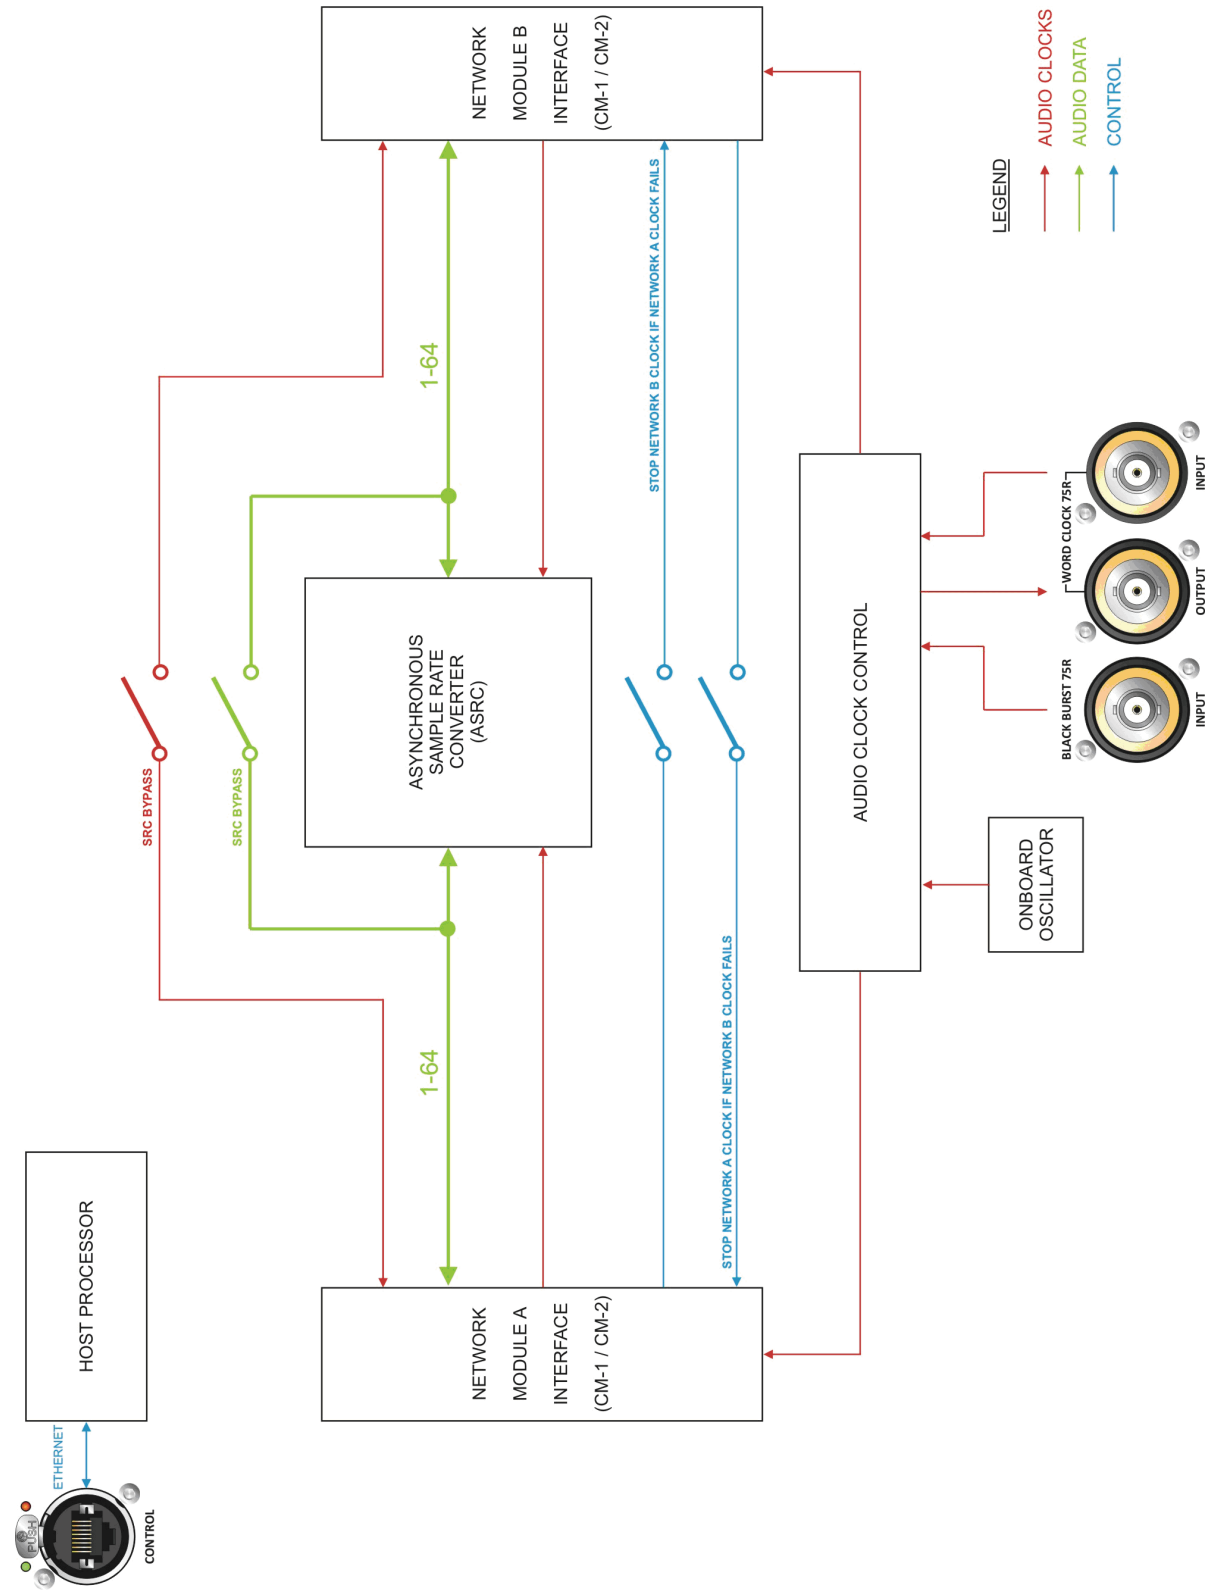 PUSH
CONTROL
ETHERNET
HOST PROCESSOR
SRC BYPASS
SRC BYPASS
1-64
1-64
NETWORK
MODULE A
INTERFACE
(CM-1 / CM-2)
ASYNCHRONOUS
SAMPLE RATE
CONVERTER
(ASRC)
NETWORK
MODULE B
INTERFACE
(CM-1 / CM-2)
STOP NETWORK B CLOCK IF NETWORK A CLOCK FAILS
STOP NETWORK A CLOCK IF NETWORK B CLOCK FAILS
AUDIO CLOCK CONTROL
ONBOARD
OSCILLATOR
BLACK BURST 75R
WORD CLOCK 75R
INPUT
OUTPUT
INPUT
LEGEND
AUDIO CLOCKS
AUDIO DATA
CONTROL